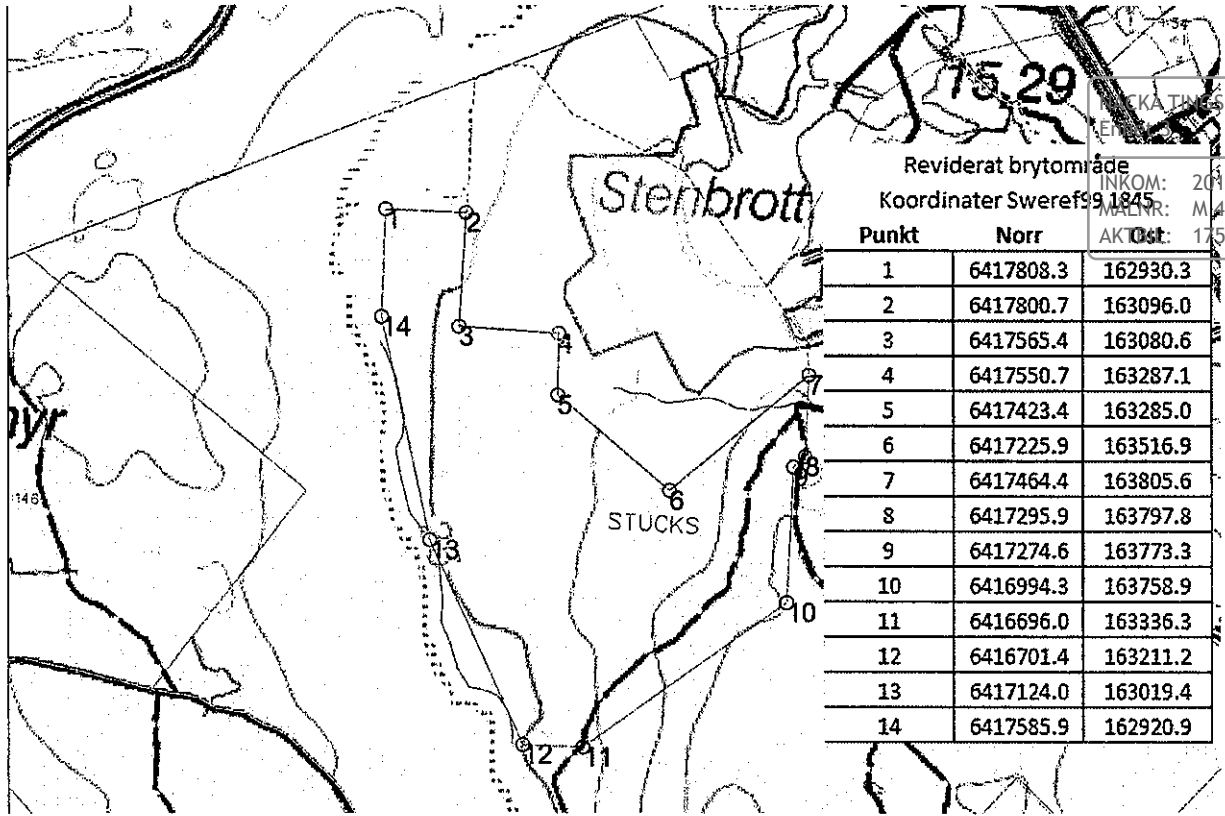 15.29
Stenbrott
STUCKS
146
1
2
14
3
4
5
7
6
8
9
13
10
12
11
Reviderat brytområde
Koordinater Sweref99 1845
Punkt Norr Öst
1 6417808.3 162930.3
2 6417800.7 163096.0
3 6417565.4 163080.6
4 6417550.7 163287.1
5 6417423.4 163285.0
6 6417225.9 163516.9
7 6417464.4 163805.6
8 6417295.9 163797.8
9 6417274.6 163773.3
10 6416994.3 163758.9
11 6416696.0 163336.3
12 6416701.4 163211.2
13 6417124.0 163019.4
14 6417585.9 162920.9
INKOM: 201
MÅLNR: M 4
AKTBIL: 175